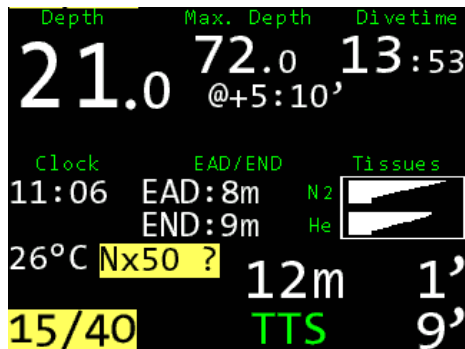 Depth Max. Depth Divetime
21.0 72.0 13:53
@+5:10’
Clock EAD/END Tissues
11:06 EAD:8m N2
END:9m He
26°C Nx50 ? 12m 1’
15/40 TTS 9’